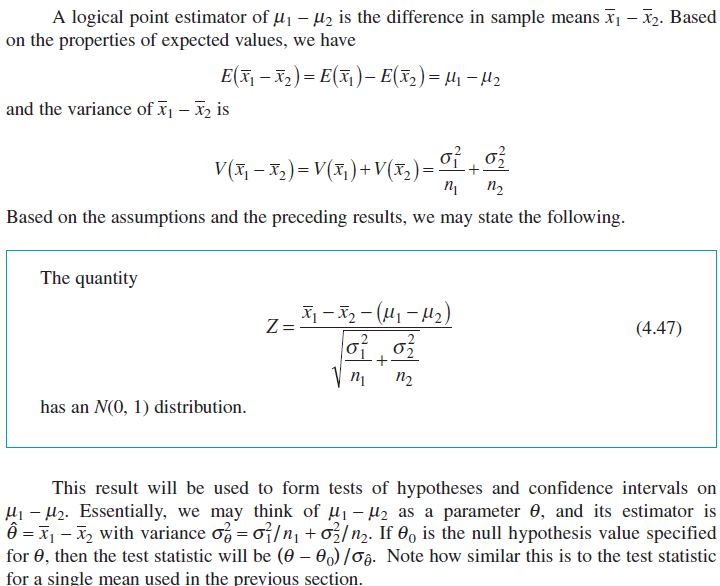 A logical point estimator of μ₁ – μ₂ is the difference in sample means x̄₁ – x̄₂. Based
on the properties of expected values, we have
E(x̄₁ – x̄₂) = E(x̄₁) – E(x̄₂) = μ₁ – μ₂
and the variance of x̄₁ – x̄₂ is
V(x̄₁ – x̄₂) = V(x̄₁) + V(x̄₂) = σ₁²/n₁ + σ₂²/n₂
Based on the assumptions and the preceding results, we may state the following.
The quantity
Z = (x̄₁ – x̄₂ – (μ₁ – μ₂)) / √(σ₁²/n₁ + σ₂²/n₂) (4.47)
has an N(0, 1) distribution.
This result will be used to form tests of hypotheses and confidence intervals on
μ₁ – μ₂. Essentially, we may think of μ₁ – μ₂ as a parameter θ, and its estimator is
θ̂ = x̄₁ – x̄₂ with variance σ²_θ̂ = σ₁²/n₁ + σ₂²/n₂. If θ₀ is the null hypothesis value specified
for θ, then the test statistic will be (θ – θ₀)/σ_θ̂. Note how similar this is to the test statistic
for a single mean used in the previous section.